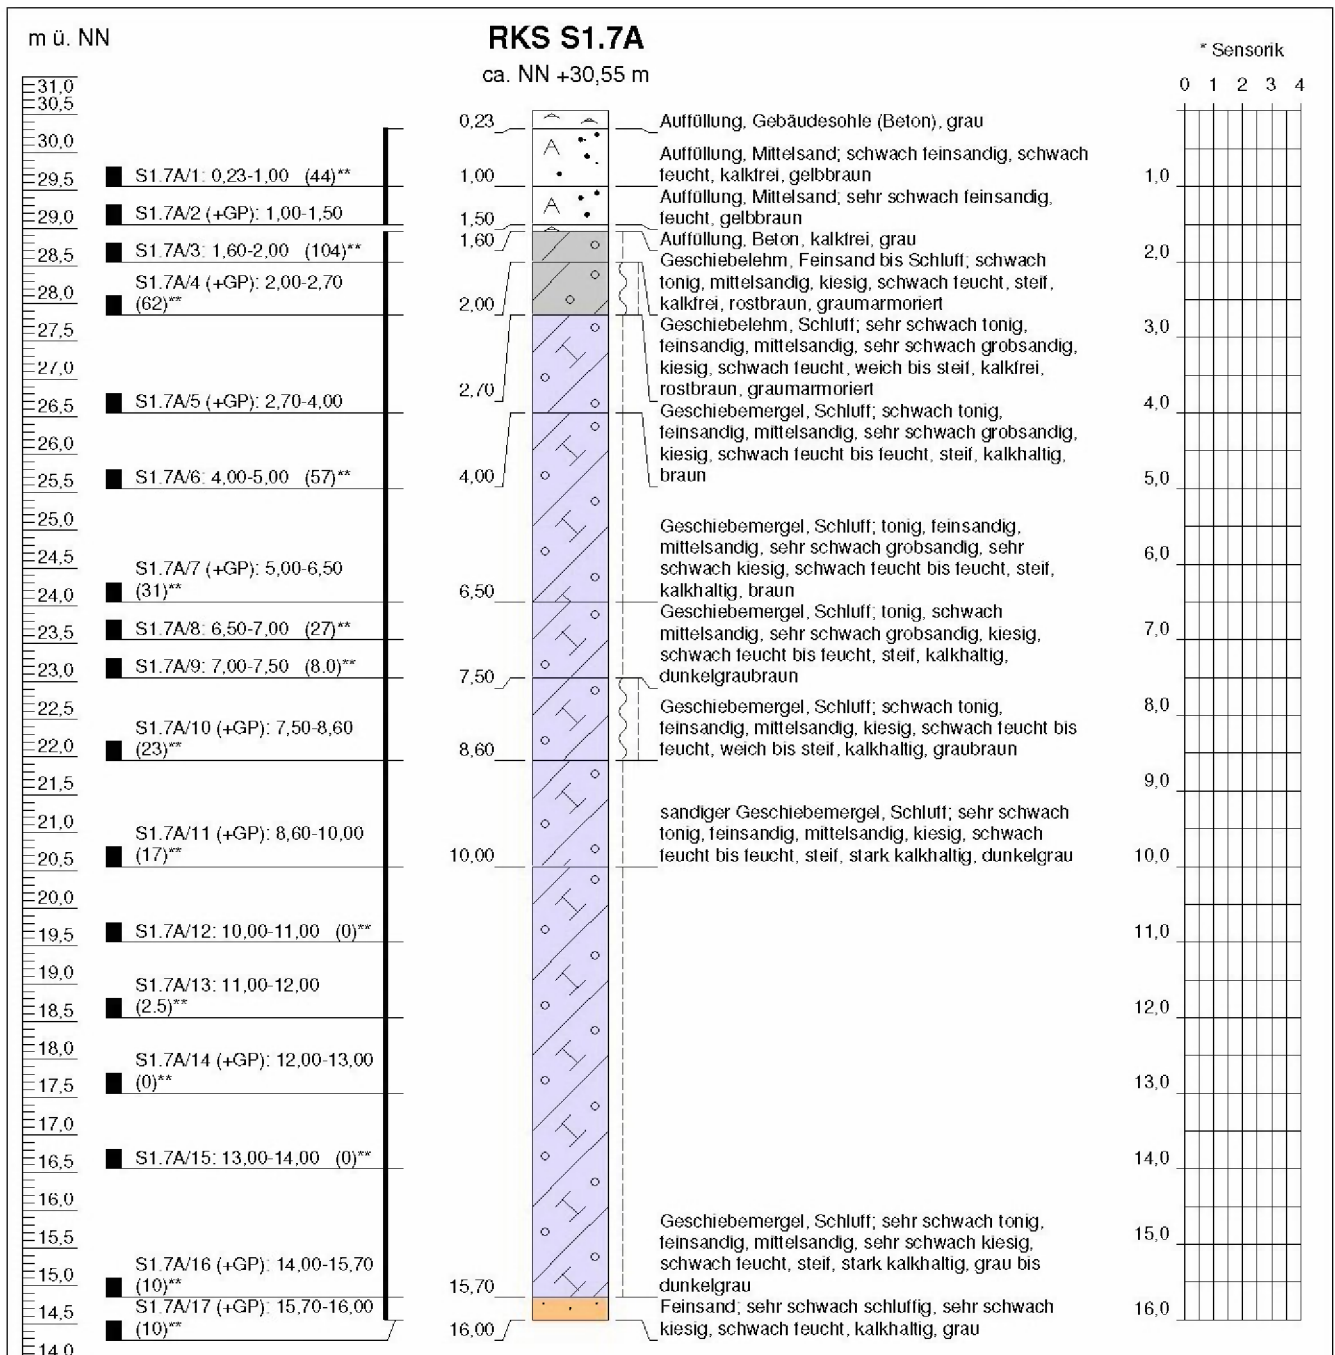 m ü. NN
RKS S1.7A
ca. NN +30,55 m
* Sensorik
0 1 2 3 4
31,0
30,5
30,0
29,5
29,0
28,5
28,0
27,5
27,0
26,5
26,0
25,5
25,0
24,5
24,0
23,5
23,0
22,5
22,0
21,5
21,0
20,5
20,0
19,5
19,0
18,5
18,0
17,5
17,0
16,5
16,0
15,5
15,0
14,5
14,0
S1.7A/1: 0,23-1,00 (44)**
S1.7A/2 (+GP): 1,00-1,50
S1.7A/3: 1,60-2,00 (104)**
S1.7A/4 (+GP): 2,00-2,70
(62)**
S1.7A/5 (+GP): 2,70-4,00
S1.7A/6: 4,00-5,00 (57)**
S1.7A/7 (+GP): 5,00-6,50
(31)**
S1.7A/8: 6,50-7,00 (27)**
S1.7A/9: 7,00-7,50 (8.0)**
S1.7A/10 (+GP): 7,50-8,60
(23)**
S1.7A/11 (+GP): 8,60-10,00
(17)**
S1.7A/12: 10,00-11,00 (0)**
S1.7A/13: 11,00-12,00
(2.5)**
S1.7A/14 (+GP): 12,00-13,00
(0)**
S1.7A/15: 13,00-14,00 (0)**
S1.7A/16 (+GP): 14,00-15,70
(10)**
S1.7A/17 (+GP): 15,70-16,00
(10)**
0,23
1,00
1,50
1,60
2,00
2,70
4,00
6,50
7,50
8,60
10,00
15,70
16,00
Auffüllung, Gebäudesohle (Beton), grau
Auffüllung, Mittelsand; schwach feinsandig, schwach
feucht, kalkfrei, gelbbraun
Auffüllung, Mittelsand; sehr schwach feinsandig,
feucht, gelbbraun
Auffüllung, Beton, kalkfrei, grau
Geschiebelehm, Feinsand bis Schluff; schwach
tonig, mittelsandig, kiesig, schwach feucht, steif,
kalkfrei, rostbraun, graumarmoriert
Geschiebelehm, Schluff; sehr schwach tonig,
feinsandig, mittelsandig, sehr schwach grobsandig,
kiesig, schwach feucht, weich bis steif, kalkfrei,
rostbraun, graumarmoriert
Geschiebemergel, Schluff; schwach tonig,
feinsandig, mittelsandig, sehr schwach grobsandig,
kiesig, schwach feucht bis feucht, steif, kalkhaltig,
braun
Geschiebemergel, Schluff; tonig, feinsandig,
mittelsandig, sehr schwach grobsandig, sehr
schwach kiesig, schwach feucht bis feucht, steif,
kalkhaltig, braun
Geschiebemergel, Schluff; tonig, schwach
mittelsandig, sehr schwach grobsandig, kiesig,
schwach feucht bis feucht, steif, kalkhaltig,
dunkelgraubraun
Geschiebemergel, Schluff; schwach tonig,
feinsandig, mittelsandig, kiesig, schwach feucht bis
feucht, weich bis steif, kalkhaltig, graubraun
sandiger Geschiebemergel, Schluff; sehr schwach
tonig, feinsandig, mittelsandig, kiesig, schwach
feucht bis feucht, steif, stark kalkhaltig, dunkelgrau
Geschiebemergel, Schluff; sehr schwach tonig,
feinsandig, mittelsandig, sehr schwach kiesig,
schwach feucht, steif, stark kalkhaltig, grau bis
dunkelgrau
Feinsand; sehr schwach schluffig, sehr schwach
kiesig, schwach feucht, kalkhaltig, grau
1,0
2,0
3,0
4,0
5,0
6,0
7,0
8,0
9,0
10,0
11,0
12,0
13,0
14,0
15,0
16,0